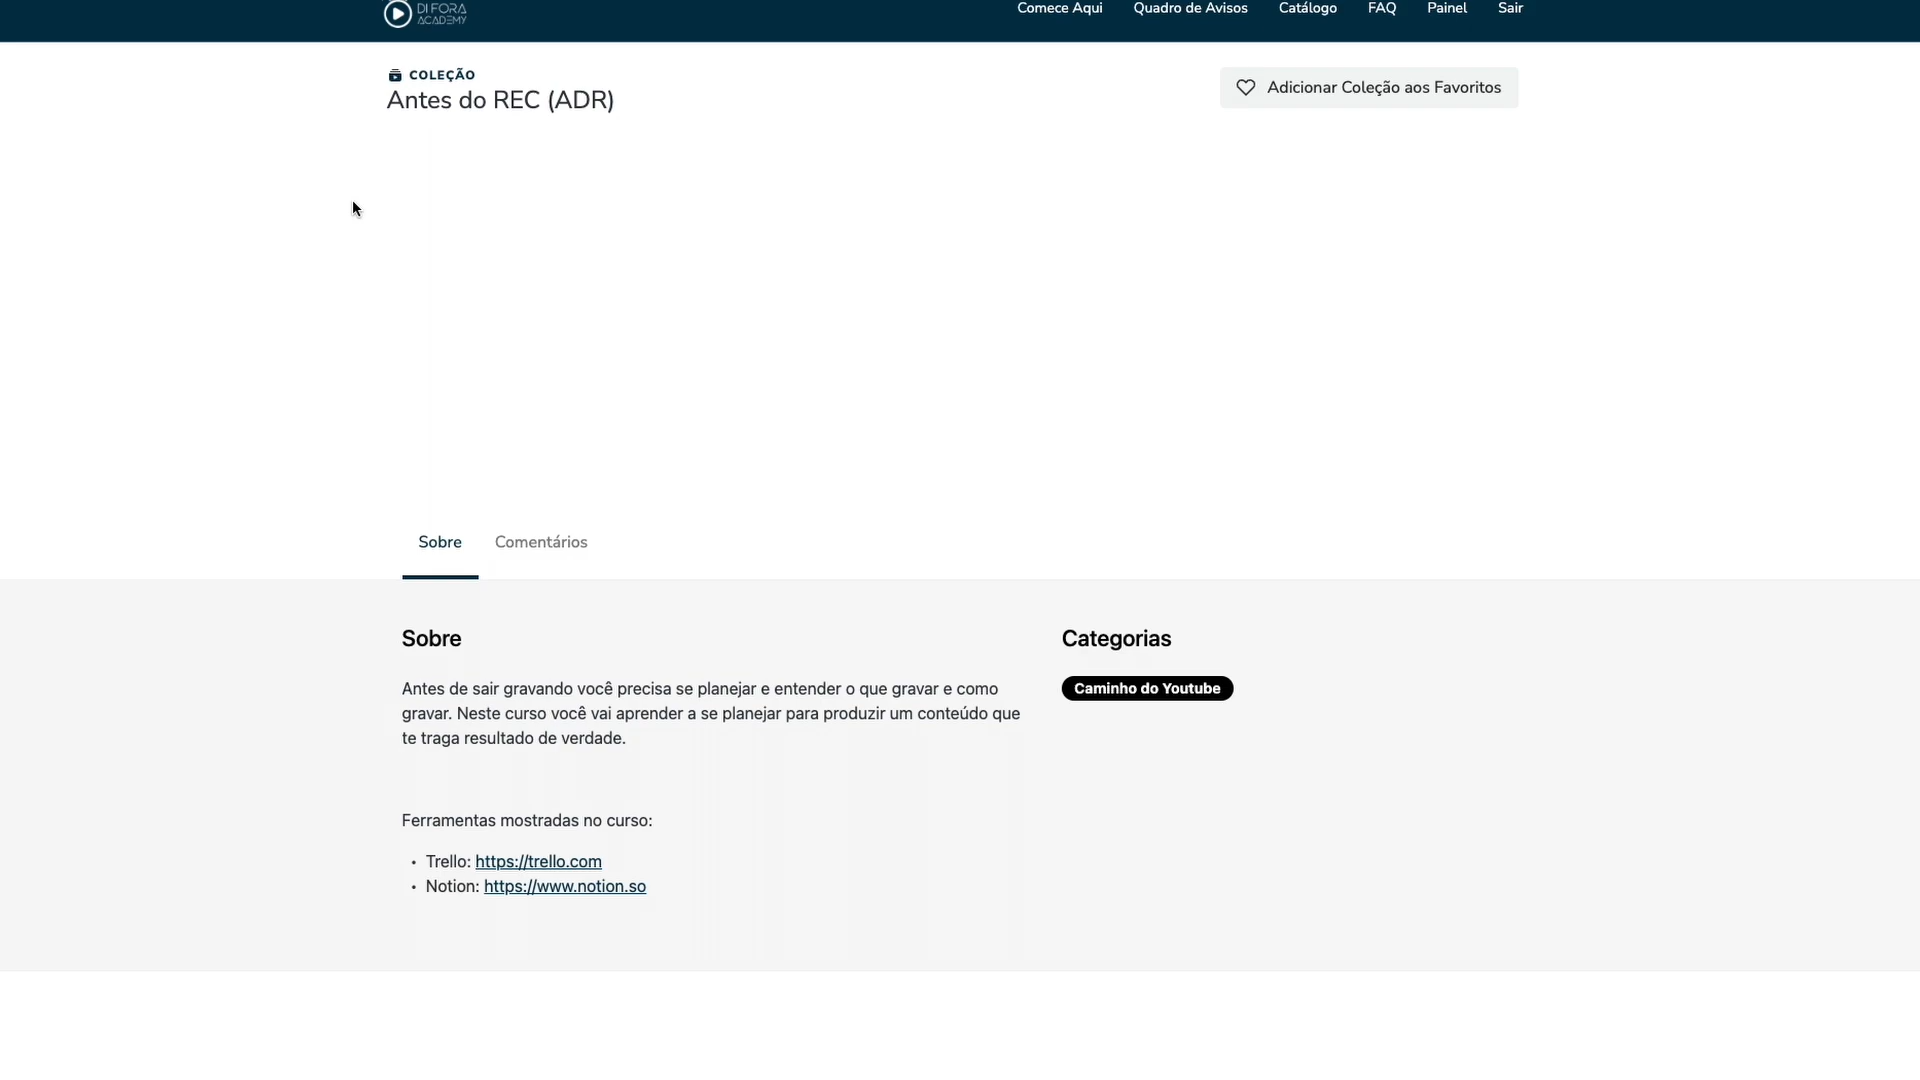 DI FORA
ACADEMY
Comece Aqui
Quadro de Avisos
Catálogo
FAQ
Painel
Sair
COLEÇÃO
Antes do REC (ADR)
Adicionar Coleção aos Favoritos
Sobre
Comentários
Sobre
Antes de sair gravando você precisa se planejar e entender o que gravar e como
gravar. Neste curso você vai aprender a se planejar para produzir um conteúdo que
te traga resultado de verdade.
Ferramentas mostradas no curso:
• Trello: https://trello.com
• Notion: https://www.notion.so
Categorias
Caminho do Youtube